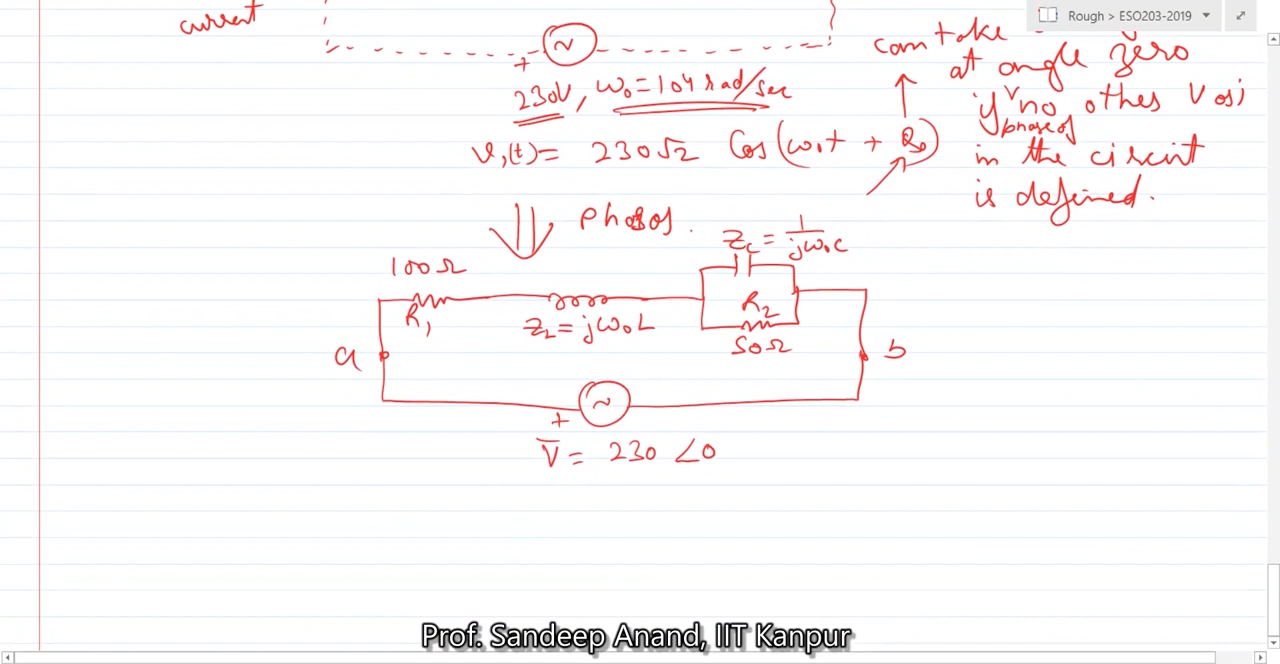 Rough > ESO203-2019
current
can take
at angle zero
230V, ω₀ = 10⁴ rad/sec
if no other V or i
phase of
v₁(t) = 230√2 Cos(ω₀t + θ₀)
in the circuit
is defined.
Phasor.
Z_C = 1/jω₀C
100Ω
R₁
Z_L = jω₀L
R₂
50Ω
a
b
~
+
V̄ = 230 ∠0
Prof. Sandeep Anand, IIT Kanpur